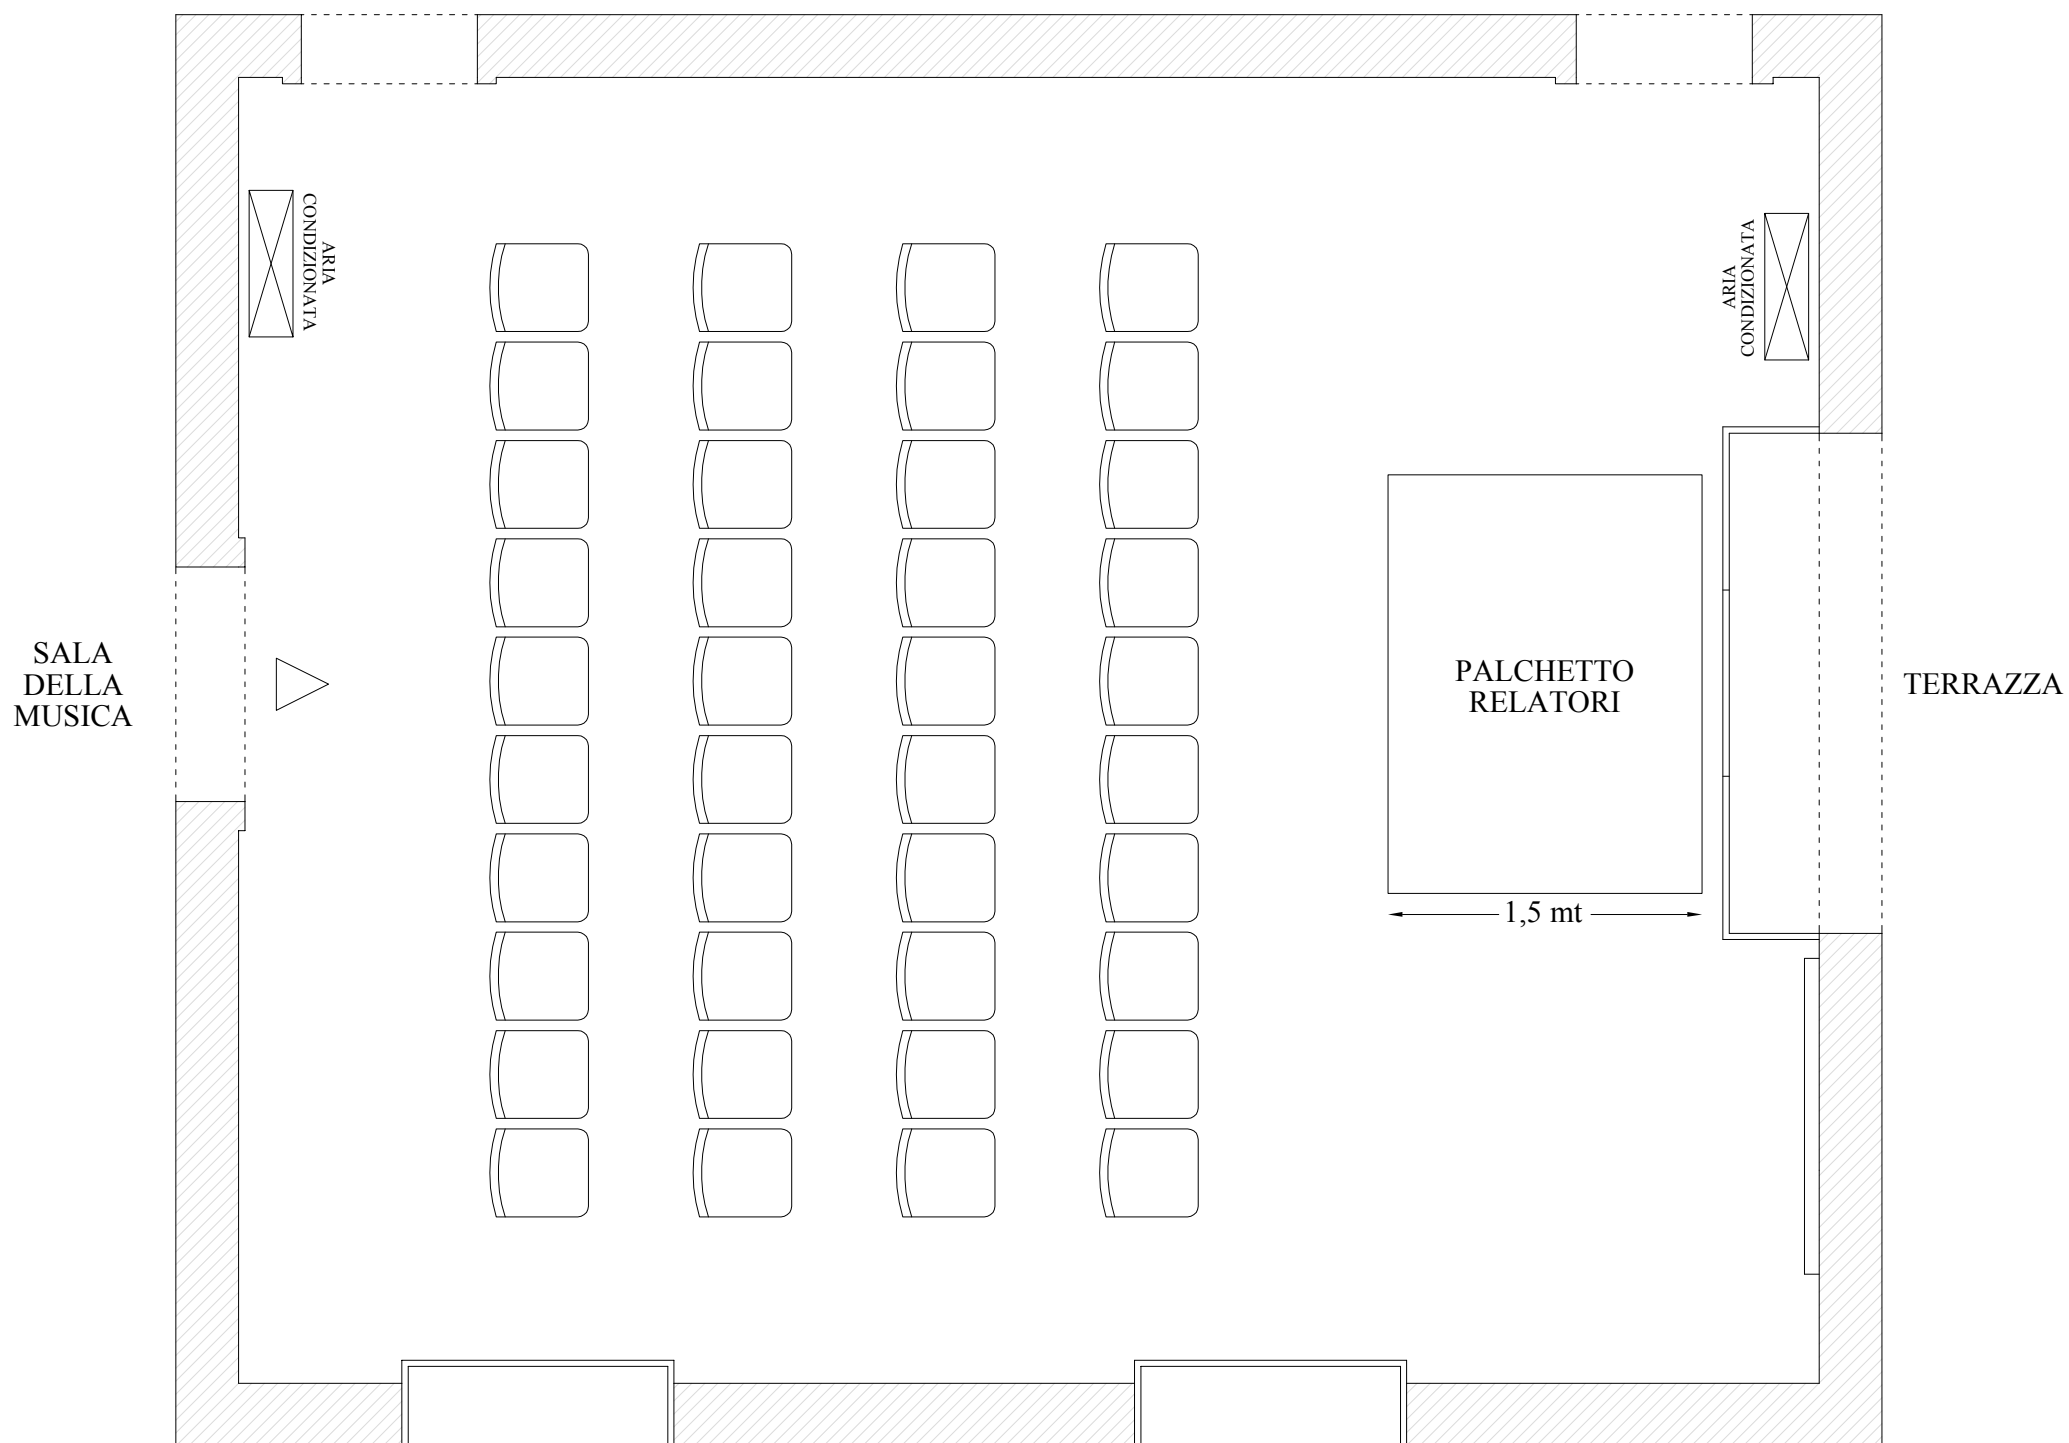 ARIA
CONDIZIONATA
ARIA
CONDIZIONATA
SALA
DELLA
MUSICA
PALCHETTO
RELATORI
TERRAZZA
1,5 mt